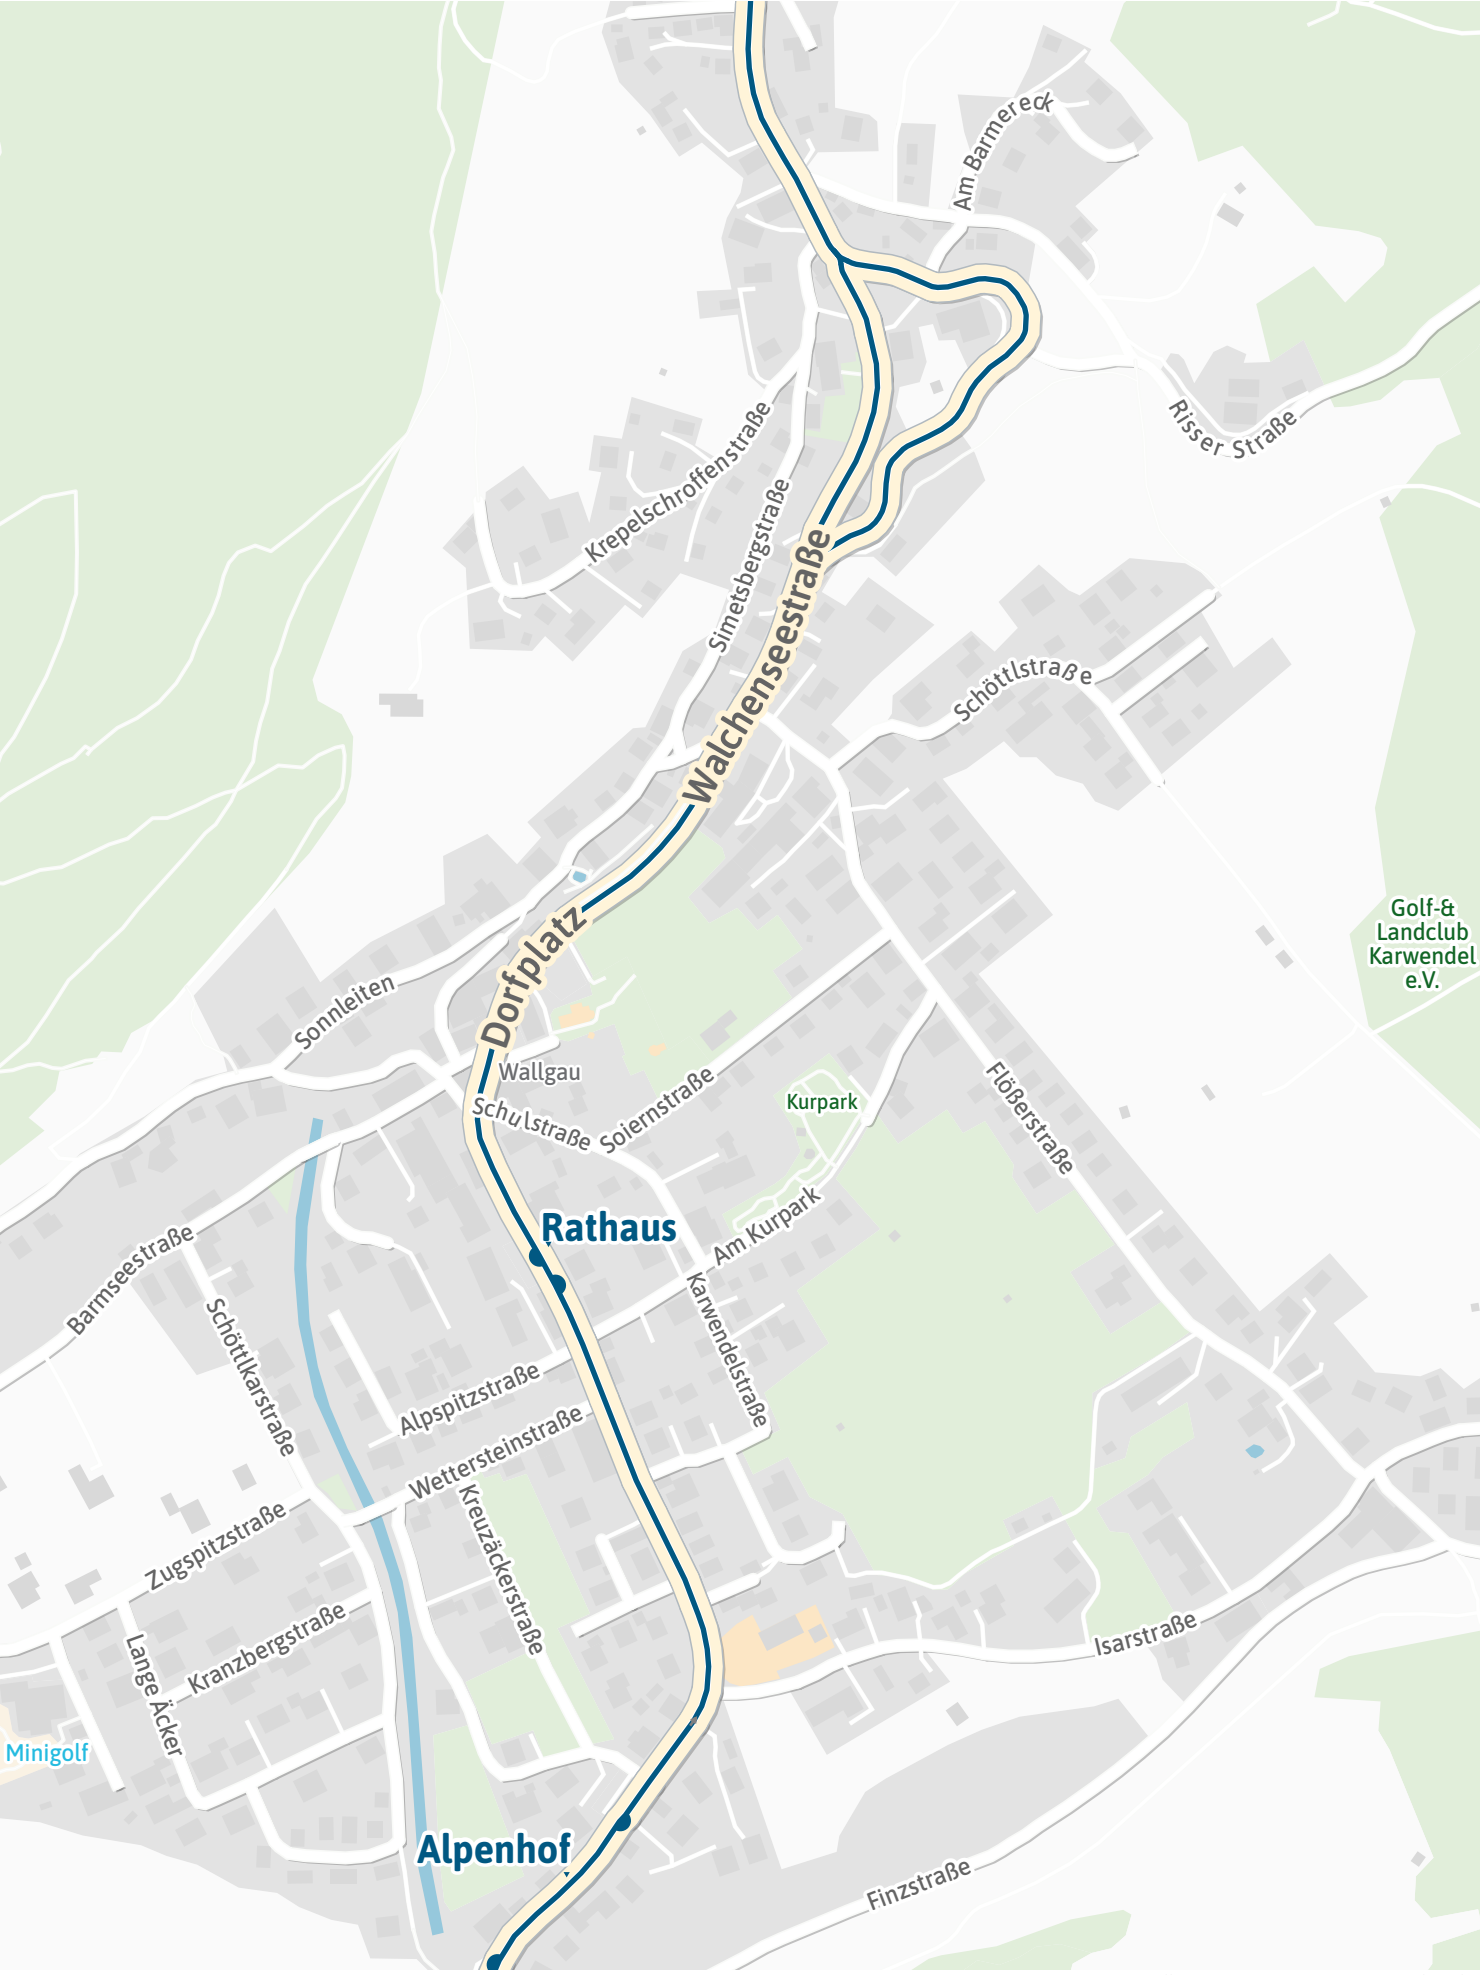 Am Barmereck
Risser Straße
Krepelschroffenstraße
Simetsbergstraße
Walchenseestraße
Schöttlstraße
Golf-&
Landclub
Karwendel
e.V.
Dorfplatz
Sonnleiten
Wallgau
Schulstraße
Soiernstraße
Kurpark
Flößerstraße
Rathaus
Am Kurpark
Barmseestraße
Schöttlkarstraße
Karwendelstraße
Alpspitzstraße
Wettersteinstraße
Zugspitzstraße
Kreuzäckerstraße
Kranzbergstraße
Lange Äcker
Isarstraße
Minigolf
Alpenhof
Finzstraße